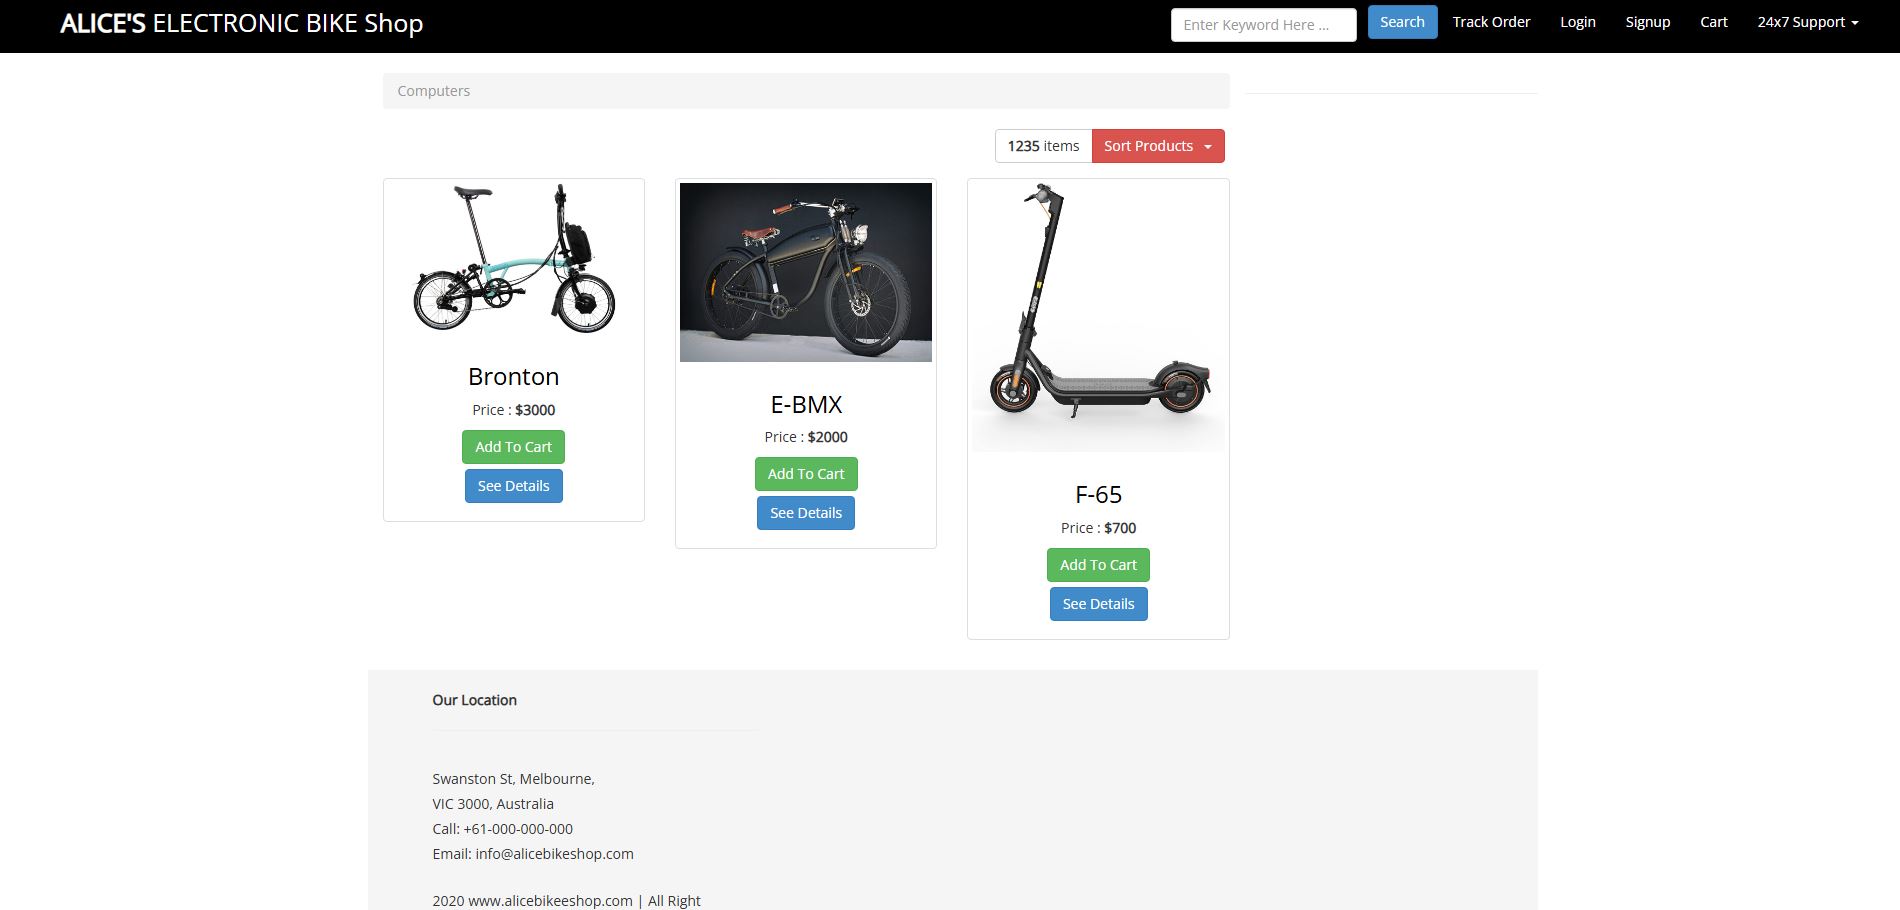 ALICE'S ELECTRONIC BIKE Shop
Enter Keyword Here ...
Search
Track Order
Login
Signup
Cart
24x7 Support
Computers
1235 items
Sort Products
Bronton
Price : $3000
Add To Cart
See Details
E-BMX
Price : $2000
Add To Cart
See Details
F-65
Price : $700
Add To Cart
See Details
Our Location
Swanston St, Melbourne,
VIC 3000, Australia
Call: +61-000-000-000
Email: info@alicebikeshop.com
2020 www.alicebikeeshop.com | All Right